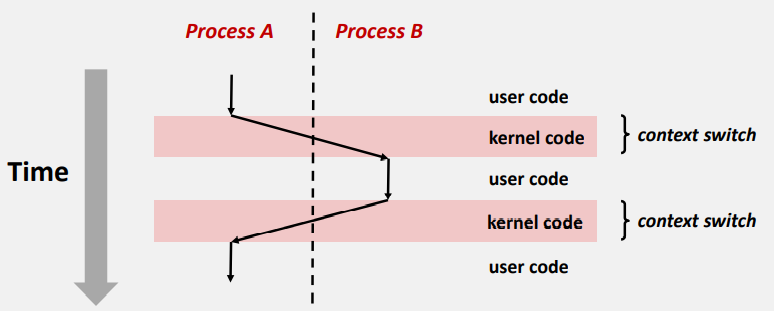 Process A
Process B
user code
kernel code
context switch
Time
user code
kernel code
context switch
user code